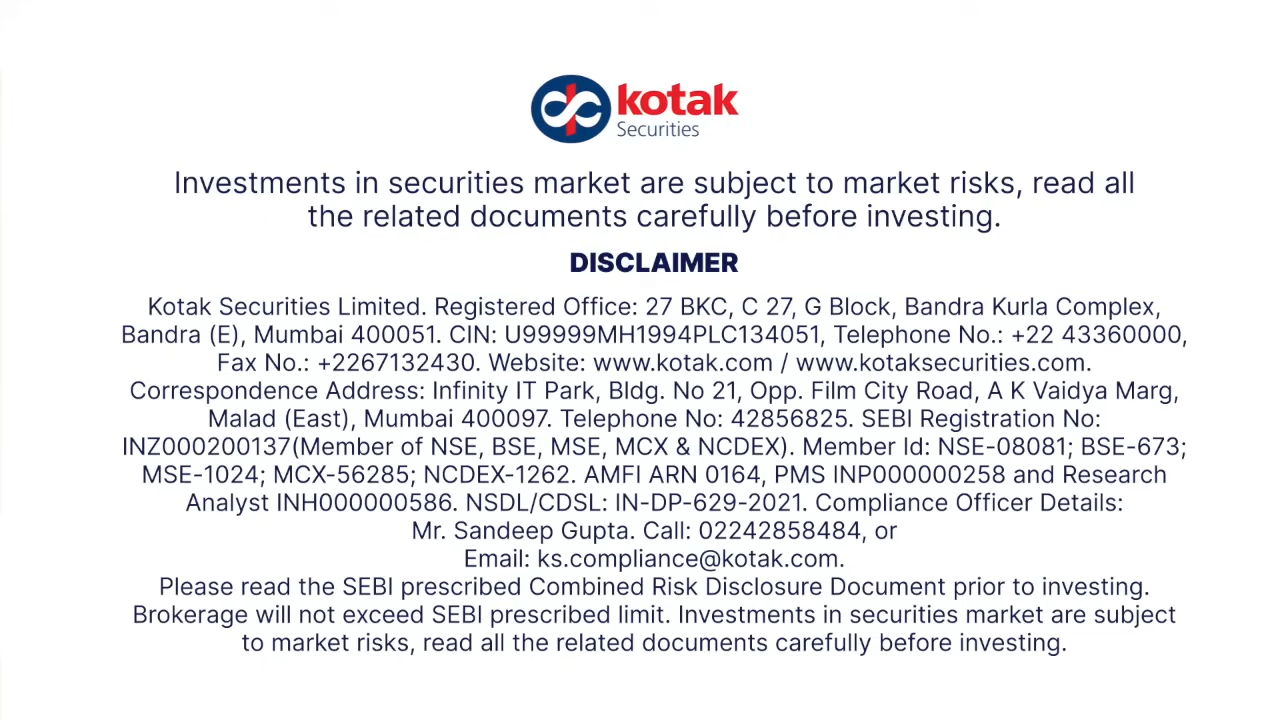 kotak
Securities
Investments in securities market are subject to market risks, read all
the related documents carefully before investing.
DISCLAIMER
Kotak Securities Limited. Registered Office: 27 BKC, C 27, G Block, Bandra Kurla Complex,
Bandra (E), Mumbai 400051. CIN: U99999MH1994PLC134051, Telephone No.: +22 43360000,
Fax No.: +2267132430. Website: www.kotak.com / www.kotaksecurities.com.
Correspondence Address: Infinity IT Park, Bldg. No 21, Opp. Film City Road, A K Vaidya Marg,
Malad (East), Mumbai 400097. Telephone No: 42856825. SEBI Registration No:
INZ000200137(Member of NSE, BSE, MSE, MCX & NCDEX). Member Id: NSE-08081; BSE-673;
MSE-1024; MCX-56285; NCDEX-1262. AMFI ARN 0164, PMS INP000000258 and Research
Analyst INH000000586. NSDL/CDSL: IN-DP-629-2021. Compliance Officer Details:
Mr. Sandeep Gupta. Call: 02242858484, or
Email: ks.compliance@kotak.com.
Please read the SEBI prescribed Combined Risk Disclosure Document prior to investing.
Brokerage will not exceed SEBI prescribed limit. Investments in securities market are subject
to market risks, read all the related documents carefully before investing.